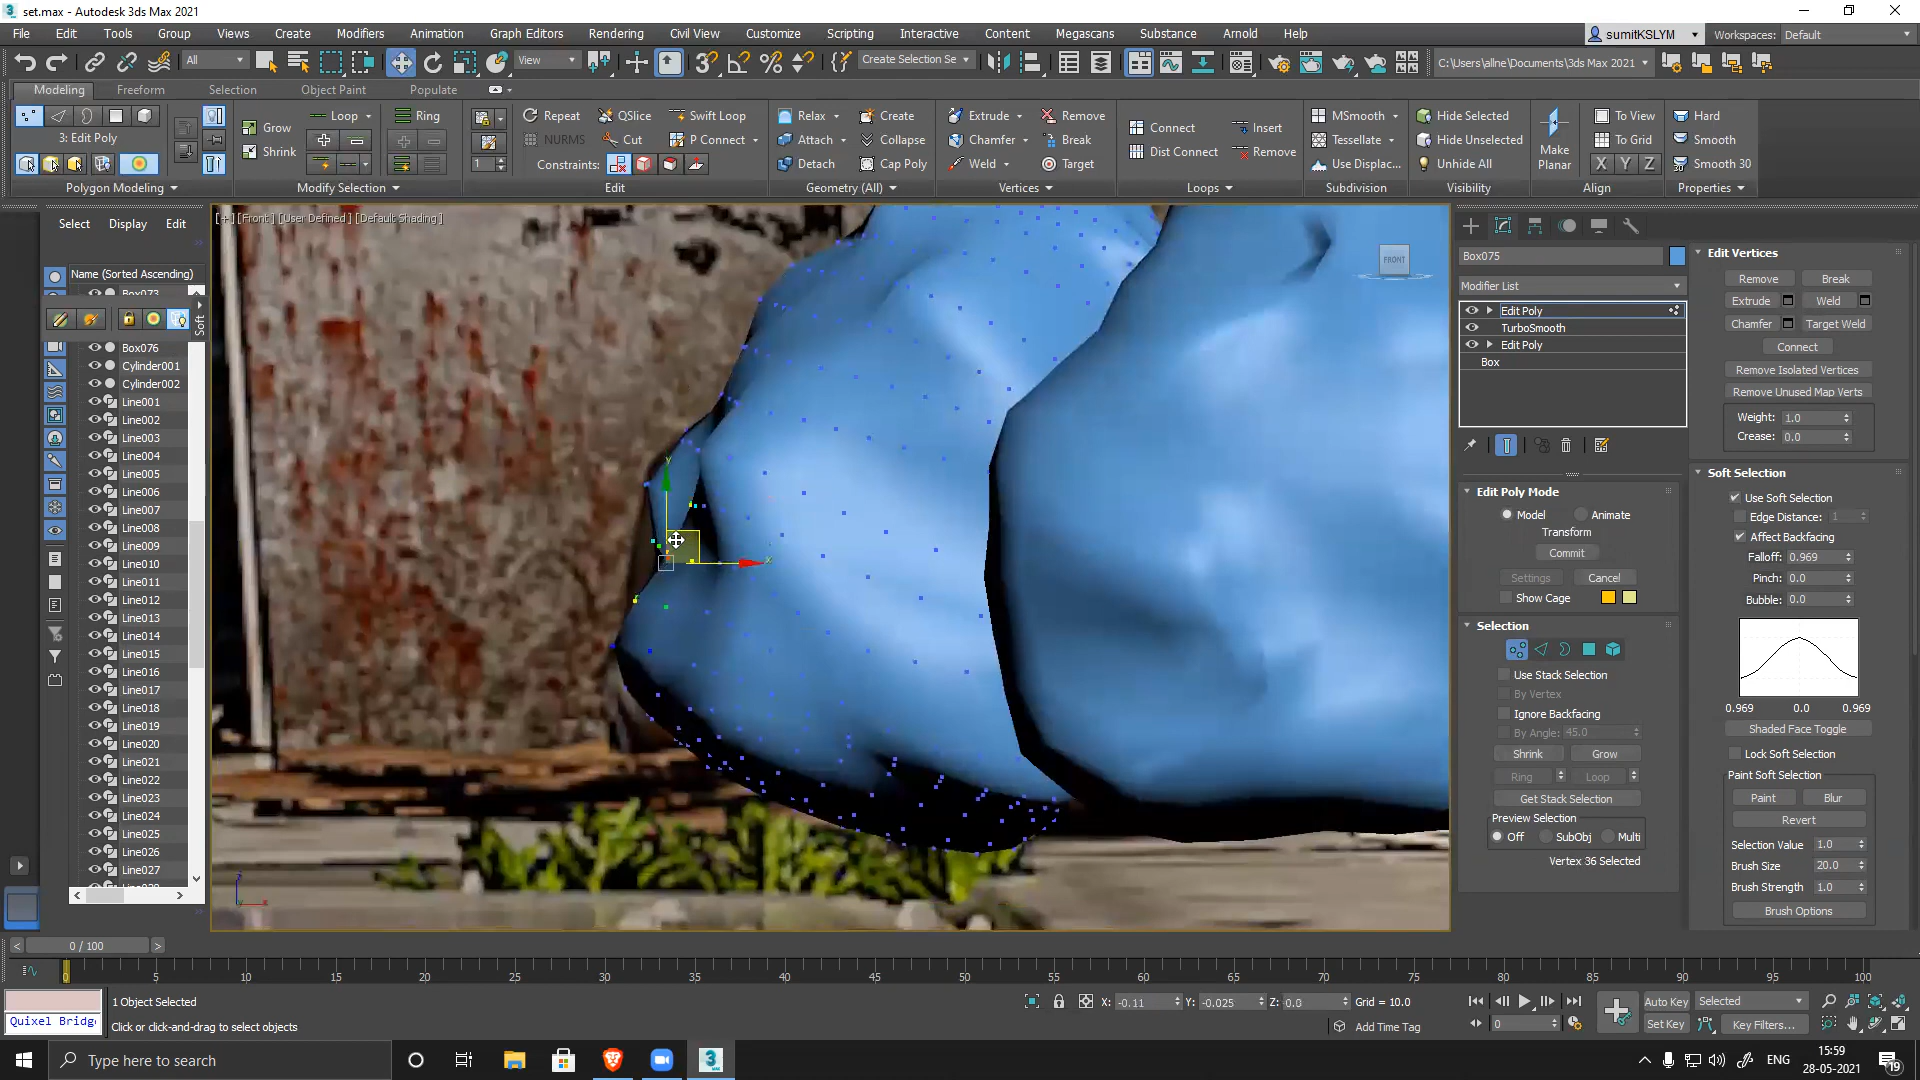 set.max - Autodesk 3ds Max 2021
File Edit Tools Group Views Create Modifiers Animation Graph Editors Rendering Civil View Customize Scripting Interactive Content Megascans Substance Arnold Help sumitKSLYM Workspaces: Default
All View Create Selection Se C:\Users\allne\Documents\3ds Max 2021
Modeling Freeform Selection Object Paint Populate
Loop Ring Repeat QSlice Swift Loop Relax Create Extrude Remove MSmooth Hide Selected To View Hard
Grow Connect Insert
3: Edit Poly NURMS Cut P Connect Attach Collapse Chamfer Break Tessellate Hide Unselected Make Planar To Grid Smooth
Shrink Dist Connect Remove
1 Constraints: Detach Cap Poly Weld Target Use Displac... Unhide All X Y Z Smooth 30
Polygon Modeling Modify Selection Edit Geometry (All) Vertices Loops Subdivision Visibility Align Properties
Select Display Edit
Name (Sorted Ascending)
Box073
Soft
Box076
Cylinder001
Cylinder002
Line001
Line002
Line003
Line004
Line005
Line006
Line007
Line008
Line009
Line010
Line011
Line012
Line013
Line014
Line015
Line016
Line017
Line018
Line019
Line020
Line021
Line022
Line023
Line024
Line025
Line026
Line027
[+] [Front] [User Defined] [Default Shading]
FRONT
y
x
z
x
Box075
Modifier List
Edit Poly
TurboSmooth
Edit Poly
Box
Edit Poly Mode
Model Animate
Transform
Commit
Settings Cancel
Show Cage
Selection
Use Stack Selection
By Vertex
Ignore Backfacing
By Angle: 45.0
Shrink Grow
Ring Loop
Get Stack Selection
Preview Selection
Off SubObj Multi
Vertex 36 Selected
Edit Vertices
Remove Break
Extrude Weld
Chamfer Target Weld
Connect
Remove Isolated Vertices
Remove Unused Map Verts
Weight: 1.0
Crease: 0.0
Soft Selection
Use Soft Selection
Edge Distance: 1
Affect Backfacing
Falloff: 0.969
Pinch: 0.0
Bubble: 0.0
0.969 0.0 0.969
Shaded Face Toggle
Lock Soft Selection
Paint Soft Selection
Paint Blur
Revert
Selection Value 1.0
Brush Size 20.0
Brush Strength 1.0
Brush Options
< 0 / 100 >
0 5 10 15 20 25 30 35 40 45 50 55 60 65 70 75 80 85 90 95 100
1 Object Selected X: -0.11 Y: -0.025 Z: 0.0 Grid = 10.0 Auto Key Selected
Quixel Bridg Click or click-and-drag to select objects Add Time Tag 0 Set Key Key Filters...
Type here to search
3
MAX
ENG
15:59
28-05-2021
19